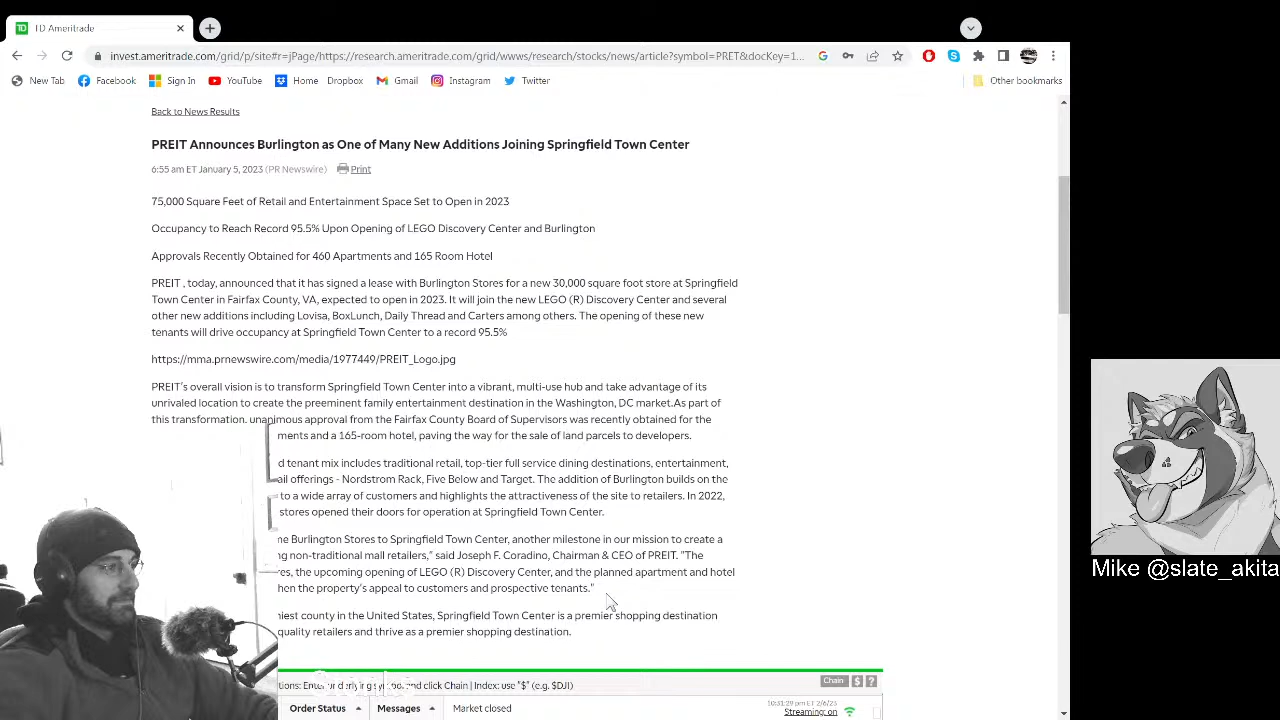 TD Ameritrade
invest.ameritrade.com/grid/p/site#r=jPage/https://research.ameritrade.com/grid/wwws/research/stocks/news/article?symbol=PRET&docKey=1...
New Tab Facebook Sign In YouTube Home Dropbox Gmail Instagram Twitter Other bookmarks
Back to News Results
PREIT Announces Burlington as One of Many New Additions Joining Springfield Town Center
6:55 am ET January 5, 2023 (PR Newswire) Print
75,000 Square Feet of Retail and Entertainment Space Set to Open in 2023
Occupancy to Reach Record 95.5% Upon Opening of LEGO Discovery Center and Burlington
Approvals Recently Obtained for 460 Apartments and 165 Room Hotel
PREIT , today, announced that it has signed a lease with Burlington Stores for a new 30,000 square foot store at Springfield
Town Center in Fairfax County, VA, expected to open in 2023. It will join the new LEGO (R) Discovery Center and several
other new additions including Lovisa, BoxLunch, Daily Thread and Carters among others. The opening of these new
tenants will drive occupancy at Springfield Town Center to a record 95.5%
https://mma.prnewswire.com/media/1977449/PREIT_Logo.jpg
PREIT's overall vision is to transform Springfield Town Center into a vibrant, multi-use hub and take advantage of its
unrivaled location to create the preeminent family entertainment destination in the Washington, DC market.As part of
this transformation, unanimous approval from the Fairfax County Board of Supervisors was recently obtained for the
ments and a 165-room hotel, paving the way for the sale of land parcels to developers.
d tenant mix includes traditional retail, top-tier full service dining destinations, entertainment,
ail offerings - Nordstrom Rack, Five Below and Target. The addition of Burlington builds on the
to a wide array of customers and highlights the attractiveness of the site to retailers. In 2022,
stores opened their doors for operation at Springfield Town Center.
me Burlington Stores to Springfield Town Center, another milestone in our mission to create a
ng non-traditional mall retailers," said Joseph F. Coradino, Chairman & CEO of PREIT. "The
res, the upcoming opening of LEGO (R) Discovery Center, and the planned apartment and hotel
hen the property's appeal to customers and prospective tenants."
hiest county in the United States, Springfield Town Center is a premier shopping destination
quality retailers and thrive as a premier shopping destination.
Mike @slate_akita
and click Chain | Index: use "$" (e.g. $DJI) Chain $ ?
Order Status Messages Market closed
10:31:29 pm ET 2/6/23
Streaming: on